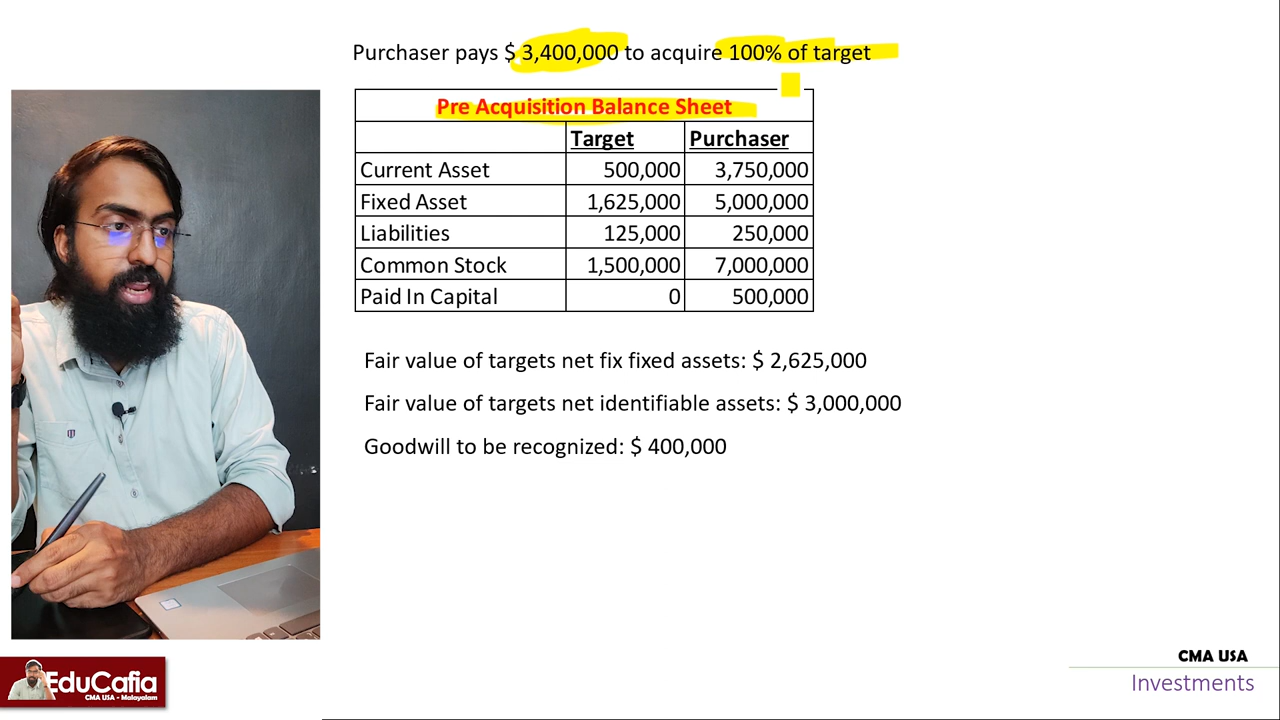 Purchaser pays $ 3,400,000 to acquire 100% of target
Pre Acquisition Balance Sheet
Target Purchaser
Current Asset 500,000 3,750,000
Fixed Asset 1,625,000 5,000,000
Liabilities 125,000 250,000
Common Stock 1,500,000 7,000,000
Paid In Capital 0 500,000
Fair value of targets net fix fixed assets: $ 2,625,000
Fair value of targets net identifiable assets: $ 3,000,000
Goodwill to be recognized: $ 400,000
CMA USA
Investments
EduCafia
CMA USA - Malayalam